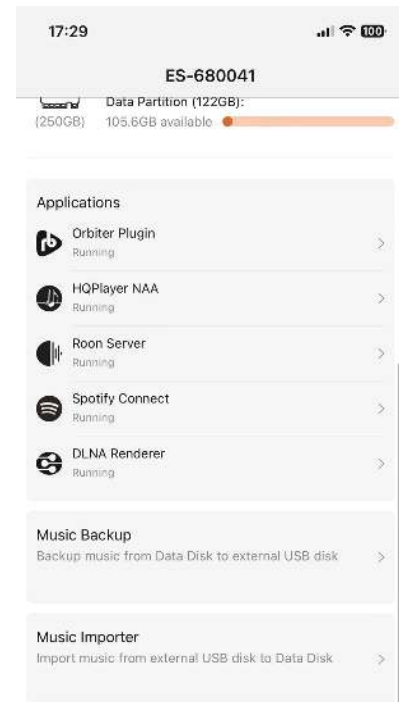 17:29
100
ES-680041
Data Partition (122GB):
(250GB) 105.6GB available
Applications
Orbiter Plugin
Running
HQPlayer NAA
Running
Roon Server
Running
Spotify Connect
Running
DLNA Renderer
Running
Music Backup
Backup music from Data Disk to external USB disk
Music Importer
Import music from external USB disk to Data Disk